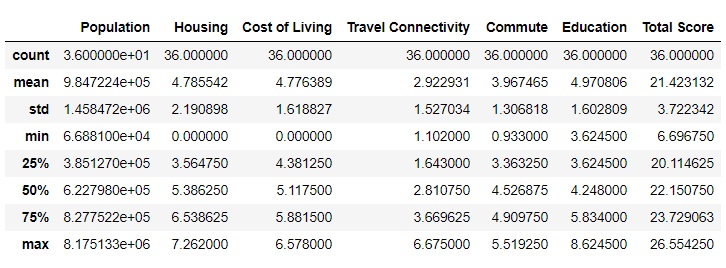 Population Housing Cost of Living Travel Connectivity Commute Education Total Score
count 3.600000e+01 36.000000 36.000000 36.000000 36.000000 36.000000 36.000000
mean 9.847224e+05 4.785542 4.776389 2.922931 3.967465 4.970806 21.423132
std 1.458472e+06 2.190898 1.618827 1.527034 1.306818 1.602809 3.722342
min 6.688100e+04 0.000000 0.000000 1.102000 0.933000 3.624500 6.696750
25% 3.851270e+05 3.564750 4.381250 1.643000 3.363250 3.624500 20.114625
50% 6.227980e+05 5.386250 5.117500 2.810750 4.526875 4.248000 22.150750
75% 8.277522e+05 6.538625 5.881500 3.669625 4.909750 5.834000 23.729063
max 8.175133e+06 7.262000 6.578000 6.675000 5.519250 8.624500 26.554250